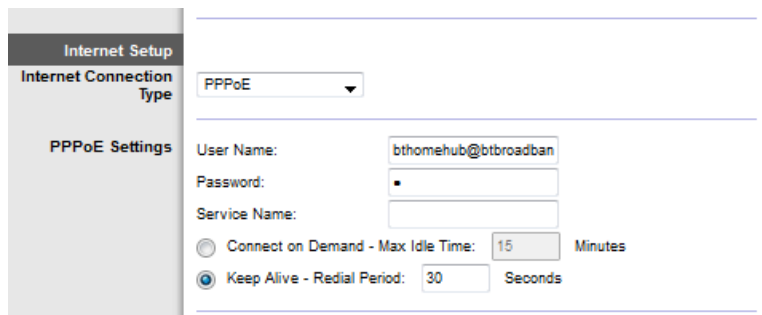 Internet Setup
Internet Connection Type
PPPoE
PPPoE Settings
User Name: bthomehub@btbroadban
Password: •
Service Name:
Connect on Demand - Max Idle Time: 15 Minutes
Keep Alive - Redial Period: 30 Seconds